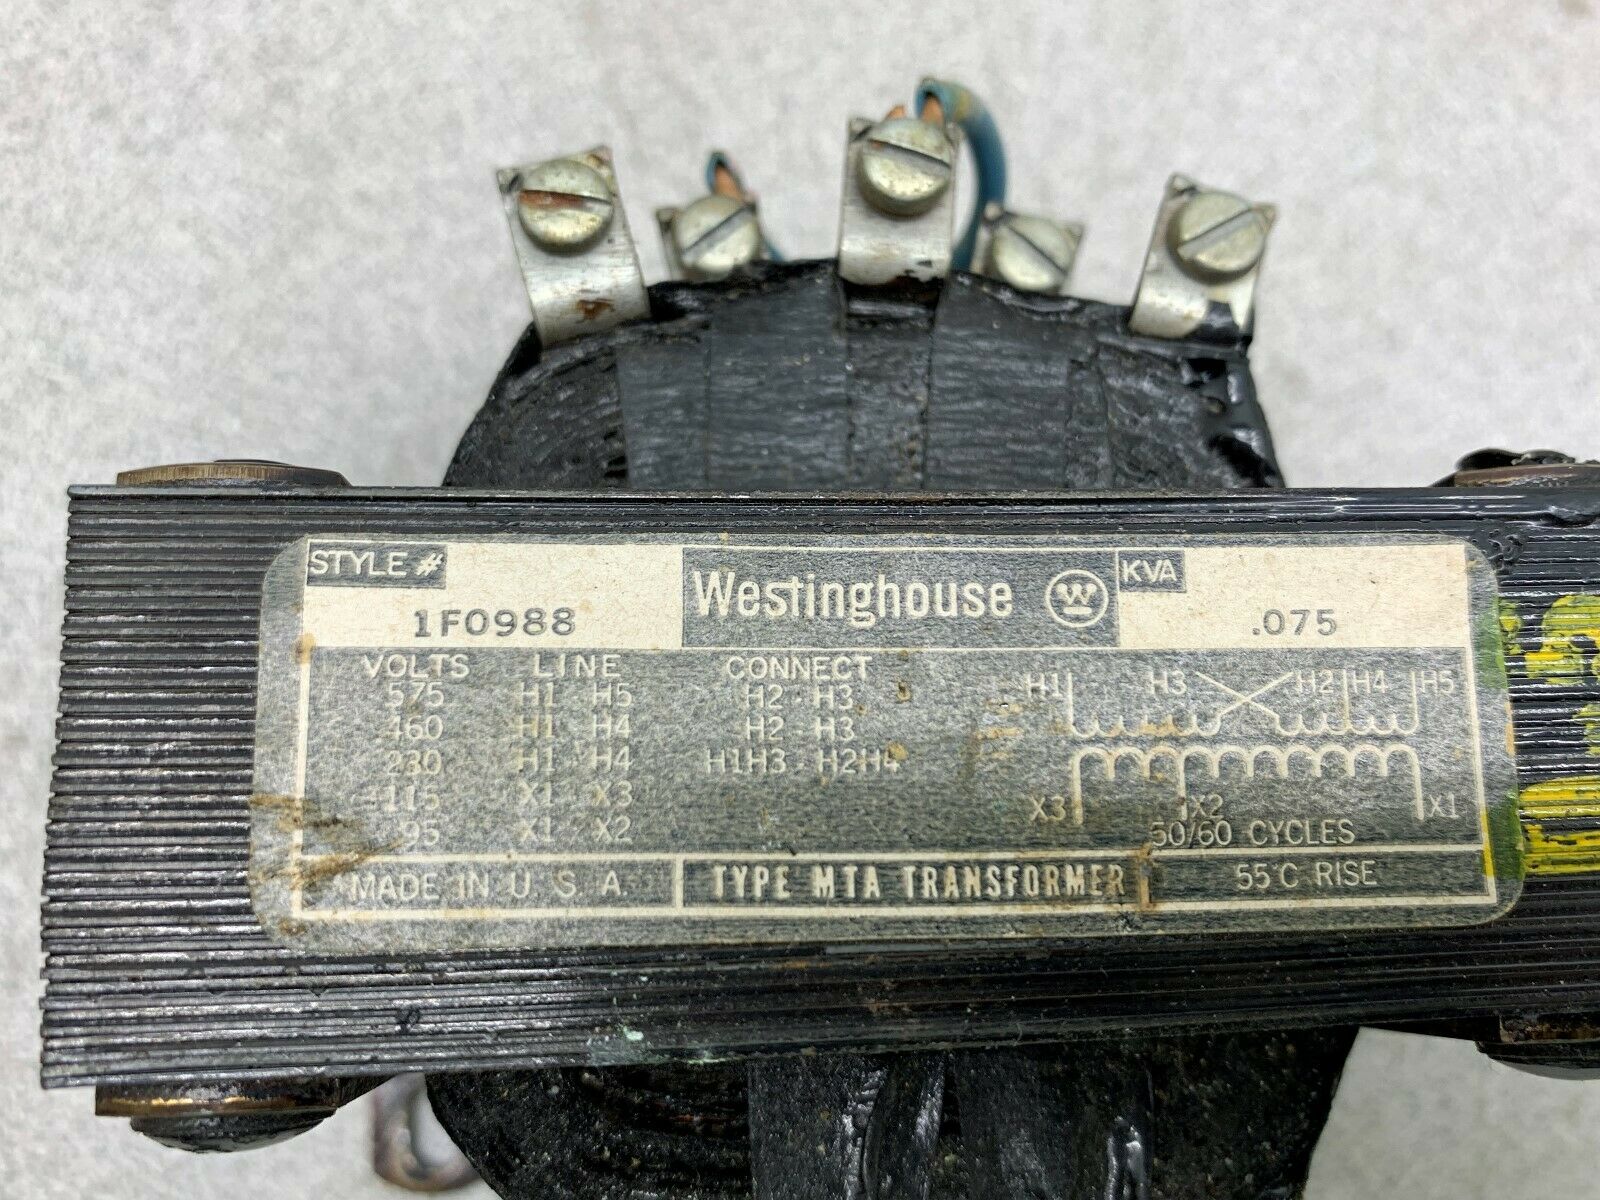 STYLE # Westinghouse W KVA
1F0988 .075
VOLTS LINE CONNECT
575 H1 H5 H2 - H3
460 H1 H4 H2 - H3
230 H1 - H4 H1H3 - H2H4
115 X1 X3
95 X1 - X2
H1 H3 H2 H4 H5
X3 X2 X1
50/60 CYCLES
MADE IN U.S.A. TYPE MTA TRANSFORMER 55°C RISE